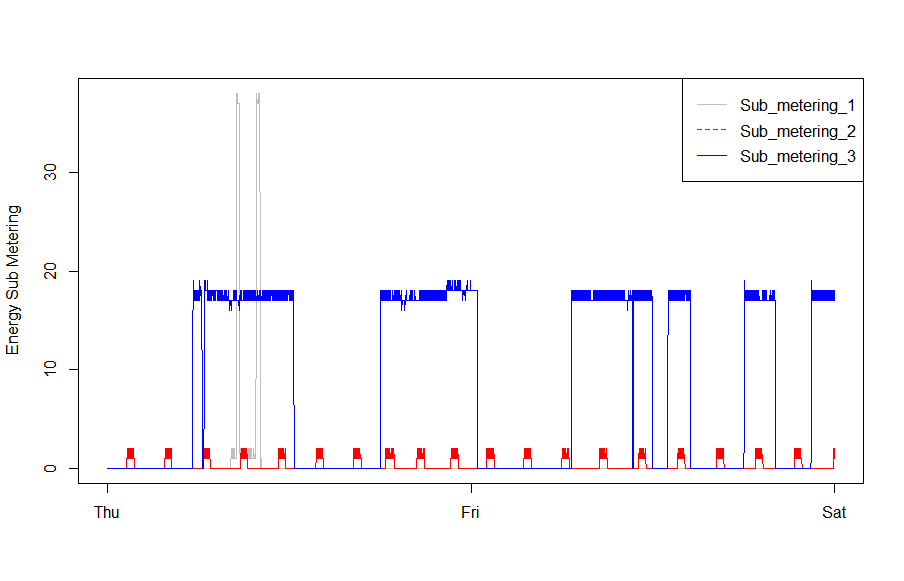 Sub_metering_1
Sub_metering_2
Sub_metering_3
Energy Sub Metering
30
20
10
0
Thu
Fri
Sat